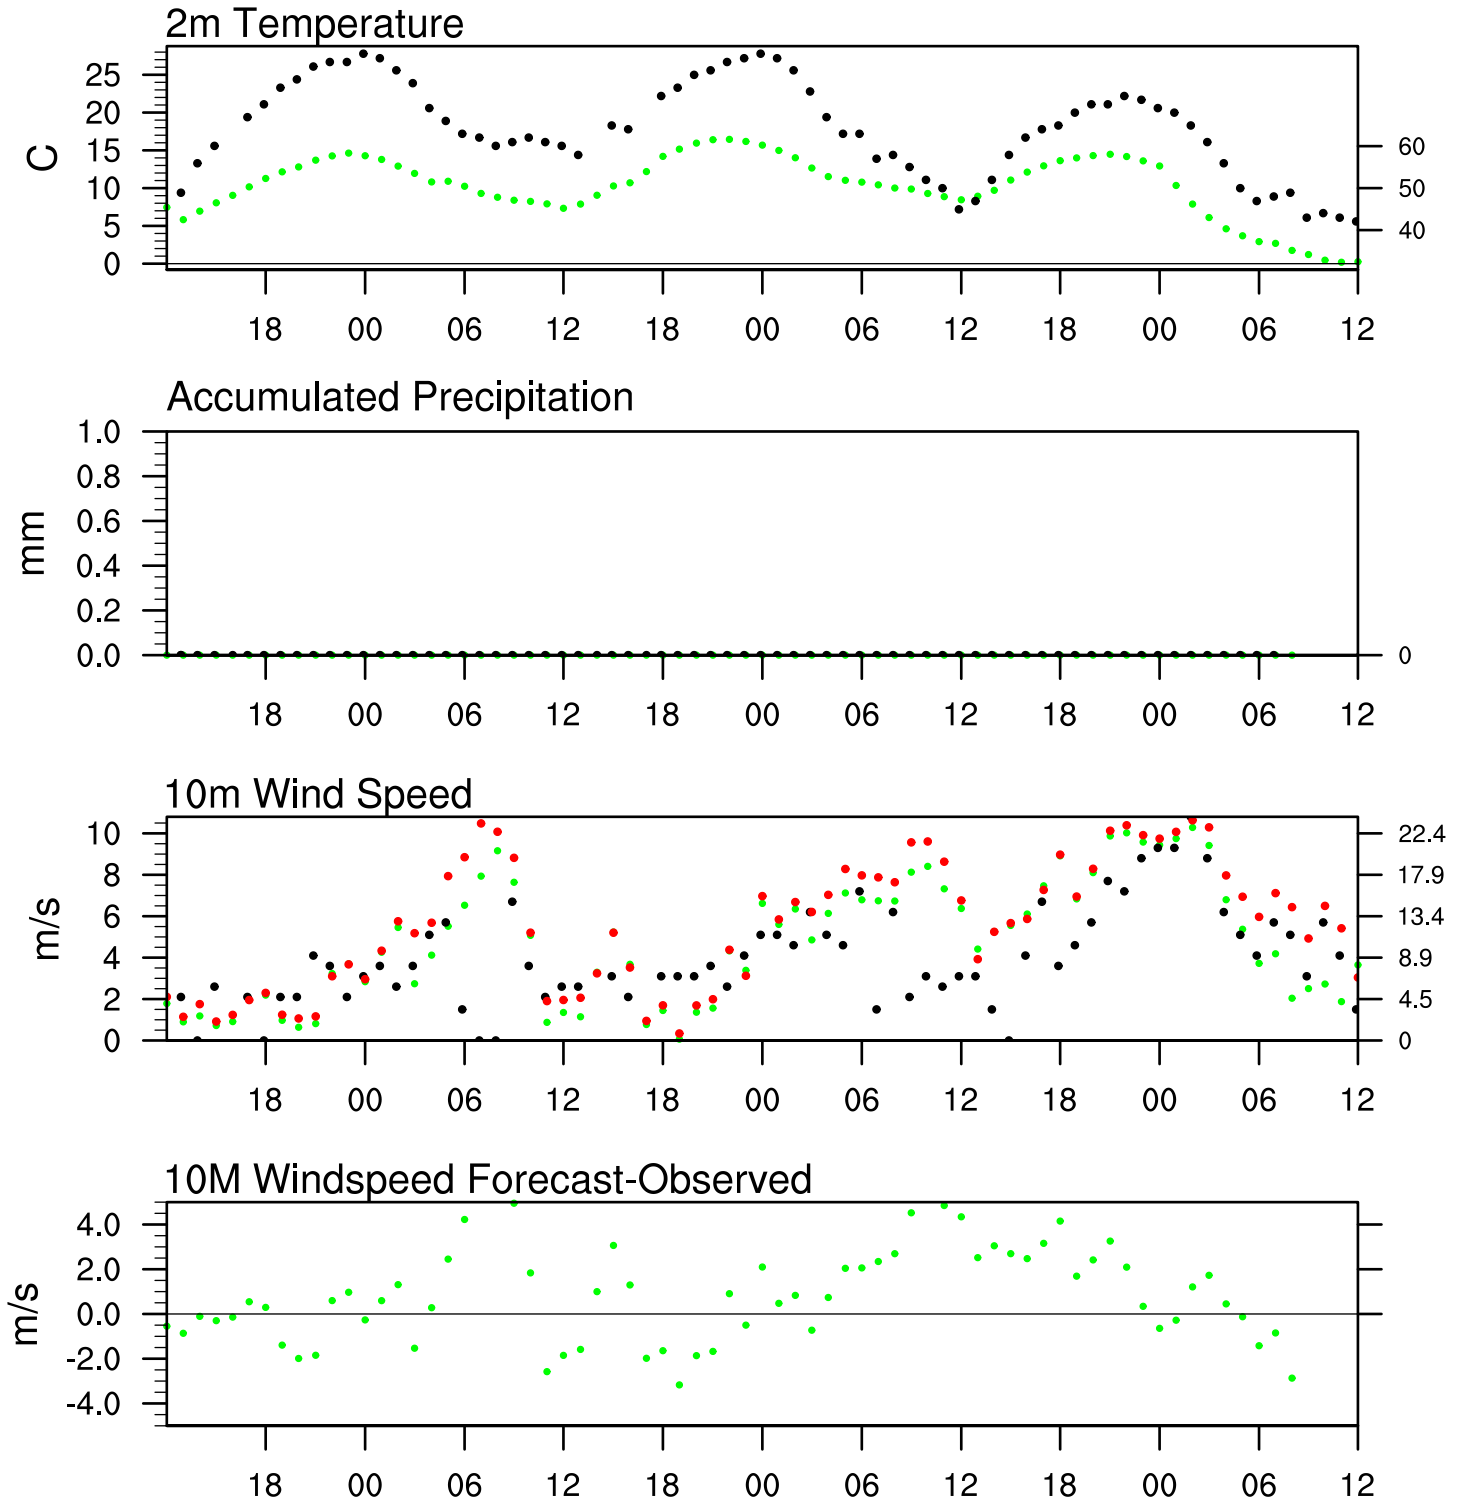 2m Temperature
25
20
15
10
5
0
C
60
50
40
18 00 06 12 18 00 06 12 18 00 06 12
Accumulated Precipitation
1.0
0.8
0.6
0.4
0.2
0.0
mm
0
18 00 06 12 18 00 06 12 18 00 06 12
10m Wind Speed
10
8
6
4
2
0
m/s
22.4
17.9
13.4
8.9
4.5
0
18 00 06 12 18 00 06 12 18 00 06 12
10M Windspeed Forecast-Observed
4.0
2.0
0.0
-2.0
-4.0
m/s
18 00 06 12 18 00 06 12 18 00 06 12